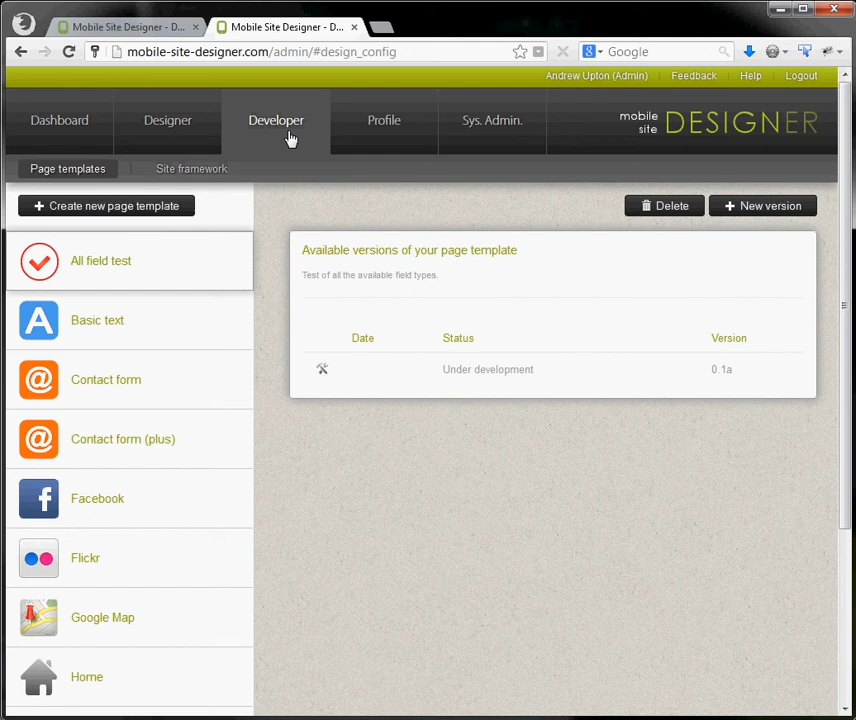 Mobile Site Designer - D...
Mobile Site Designer - D...
mobile-site-designer.com/admin/#design_config
Google
Andrew Upton (Admin) Feedback Help Logout
Dashboard Designer Developer Profile Sys. Admin.
mobile site DESIGNER
Page templates Site framework
Create new page template
Delete New version
All field test
Basic text
Contact form
Contact form (plus)
Facebook
Flickr
Google Map
Home
Available versions of your page template
Test of all the available field types.
Date Status Version
Under development 0.1a